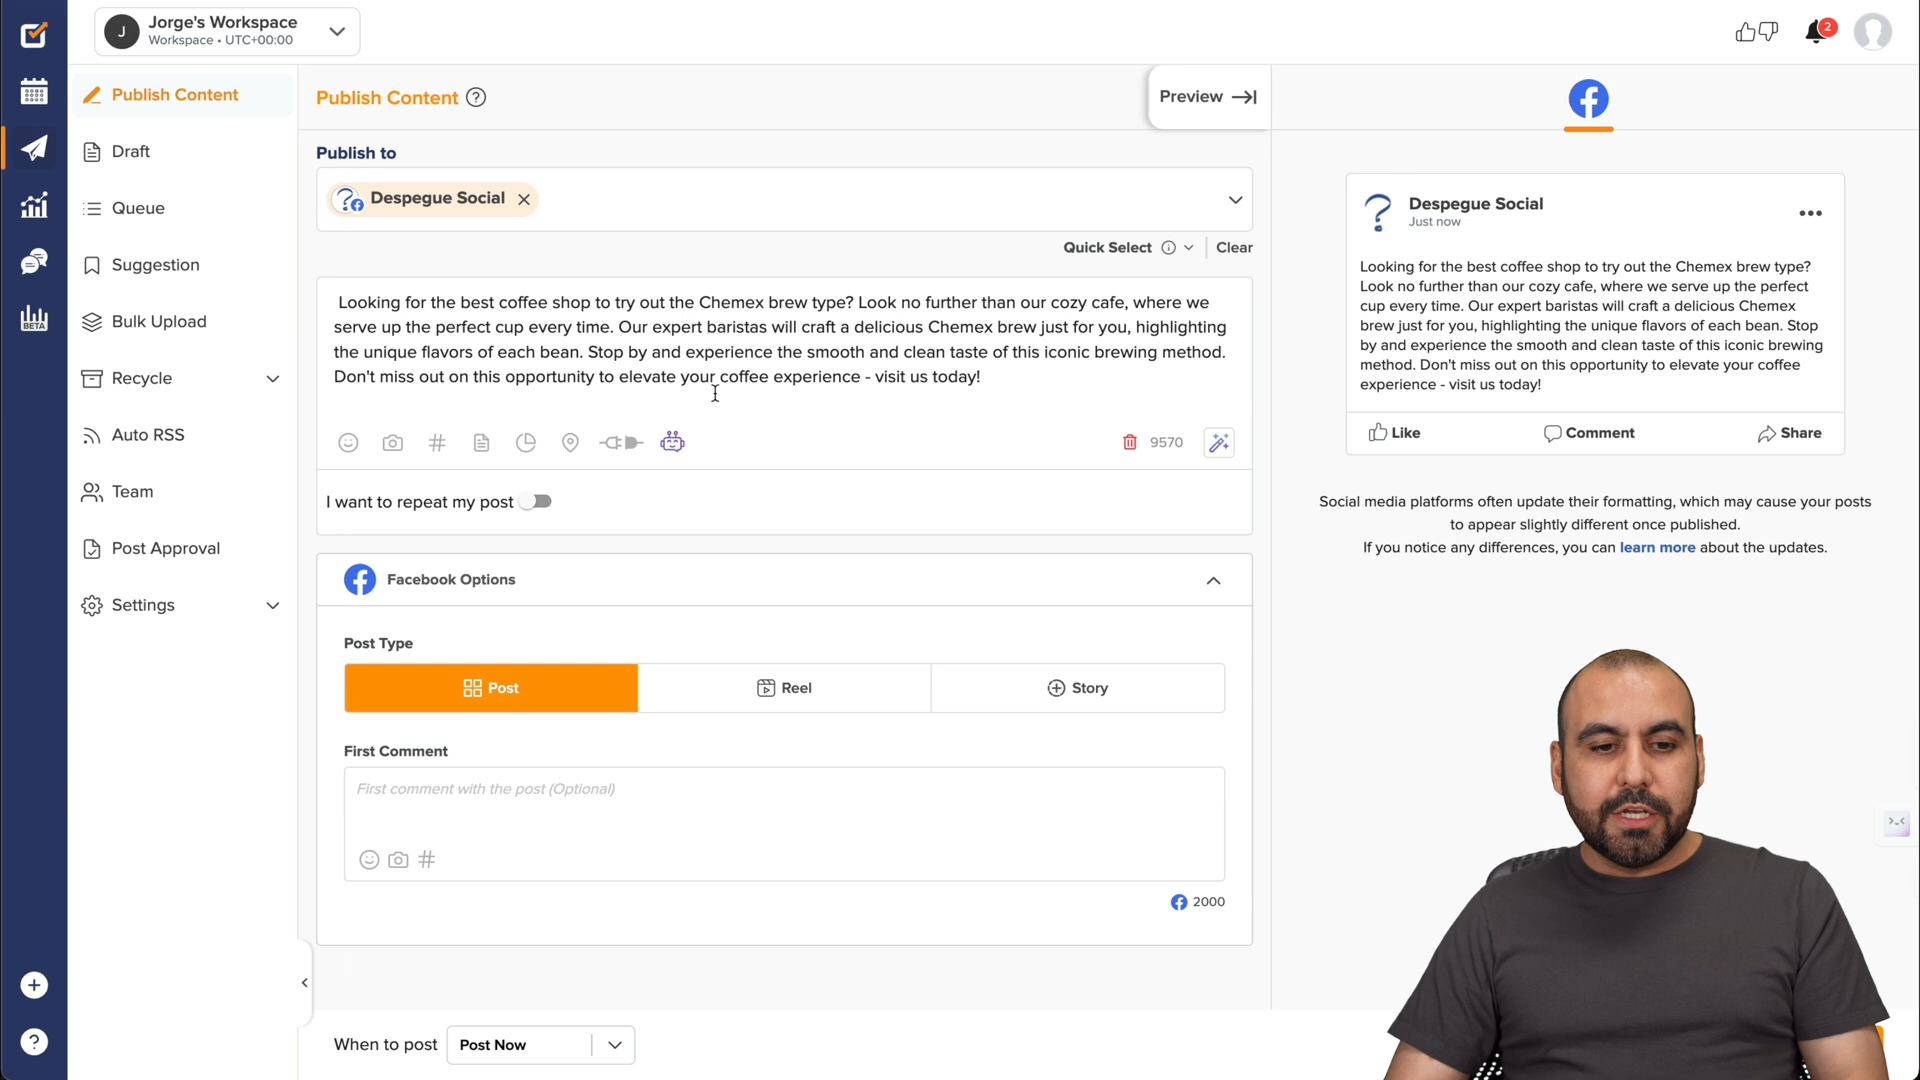 J
Jorge's Workspace
Workspace • UTC+00:00
2
Publish Content
Draft
Queue
Suggestion
Bulk Upload
Recycle
Auto RSS
Team
Post Approval
Settings
BETA
?
Publish Content ?
Preview
Publish to
Despegue Social
Quick Select
Clear
Looking for the best coffee shop to try out the Chemex brew type? Look no further than our cozy cafe, where we
serve up the perfect cup every time. Our expert baristas will craft a delicious Chemex brew just for you, highlighting
the unique flavors of each bean. Stop by and experience the smooth and clean taste of this iconic brewing method.
Don't miss out on this opportunity to elevate your coffee experience - visit us today!
9570
I want to repeat my post
Facebook Options
Post Type
Post
Reel
Story
First Comment
First comment with the post (Optional)
2000
When to post
Post Now
Despegue Social
Just now
Looking for the best coffee shop to try out the Chemex brew type?
Look no further than our cozy cafe, where we serve up the perfect
cup every time. Our expert baristas will craft a delicious Chemex
brew just for you, highlighting the unique flavors of each bean. Stop
by and experience the smooth and clean taste of this iconic brewing
method. Don't miss out on this opportunity to elevate your coffee
experience - visit us today!
Like
Comment
Share
Social media platforms often update their formatting, which may cause your posts
to appear slightly different once published.
If you notice any differences, you can learn more about the updates.